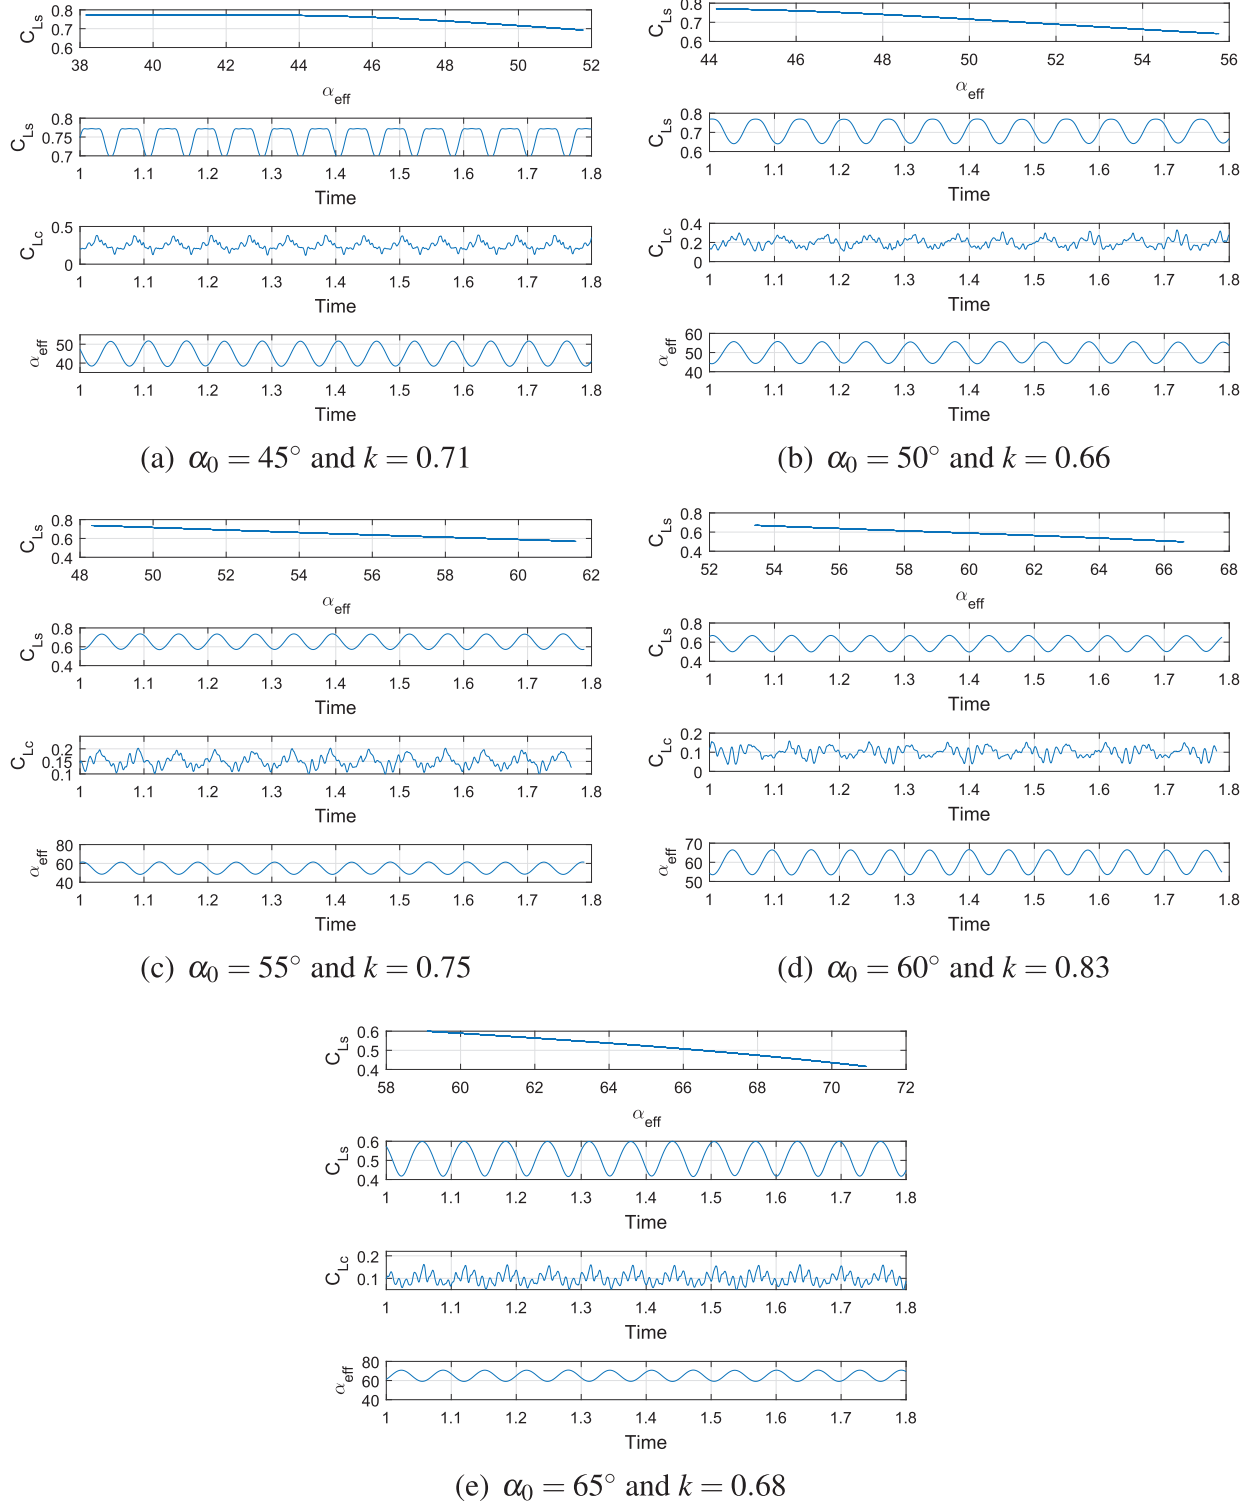 C_Ls 0.8 0.7 0.6
38 40 42 44 46 48 50 52
α_eff
C_Ls 0.8 0.75 0.7
1 1.1 1.2 1.3 1.4 1.5 1.6 1.7 1.8
Time
C_Lc 0.5 0
1 1.1 1.2 1.3 1.4 1.5 1.6 1.7 1.8
Time
α_eff 50 40
1 1.1 1.2 1.3 1.4 1.5 1.6 1.7 1.8
Time
(a) α₀ = 45° and k = 0.71
C_Ls 0.8 0.7 0.6
44 46 48 50 52 54 56
α_eff
C_Ls 0.8 0.7 0.6
1 1.1 1.2 1.3 1.4 1.5 1.6 1.7 1.8
Time
C_Lc 0.4 0.2 0
1 1.1 1.2 1.3 1.4 1.5 1.6 1.7 1.8
Time
α_eff 60 50 40
1 1.1 1.2 1.3 1.4 1.5 1.6 1.7 1.8
Time
(b) α₀ = 50° and k = 0.66
C_Ls 0.8 0.6 0.4
48 50 52 54 56 58 60 62
α_eff
C_Ls 0.8 0.6 0.4
1 1.1 1.2 1.3 1.4 1.5 1.6 1.7 1.8
Time
C_Lc 0.2 0.15 0.1
1 1.1 1.2 1.3 1.4 1.5 1.6 1.7 1.8
Time
α_eff 80 60 40
1 1.1 1.2 1.3 1.4 1.5 1.6 1.7 1.8
Time
(c) α₀ = 55° and k = 0.75
C_Ls 0.8 0.6 0.4
52 54 56 58 60 62 64 66 68
α_eff
C_Ls 0.8 0.6 0.4
1 1.1 1.2 1.3 1.4 1.5 1.6 1.7 1.8
Time
C_Lc 0.2 0.1 0
1 1.1 1.2 1.3 1.4 1.5 1.6 1.7 1.8
Time
α_eff 70 60 50
1 1.1 1.2 1.3 1.4 1.5 1.6 1.7 1.8
Time
(d) α₀ = 60° and k = 0.83
C_Ls 0.6 0.5 0.4
58 60 62 64 66 68 70 72
α_eff
C_Ls 0.6 0.5 0.4
1 1.1 1.2 1.3 1.4 1.5 1.6 1.7 1.8
Time
C_Lc 0.2 0.1
1 1.1 1.2 1.3 1.4 1.5 1.6 1.7 1.8
Time
α_eff 80 60 40
1 1.1 1.2 1.3 1.4 1.5 1.6 1.7 1.8
Time
(e) α₀ = 65° and k = 0.68